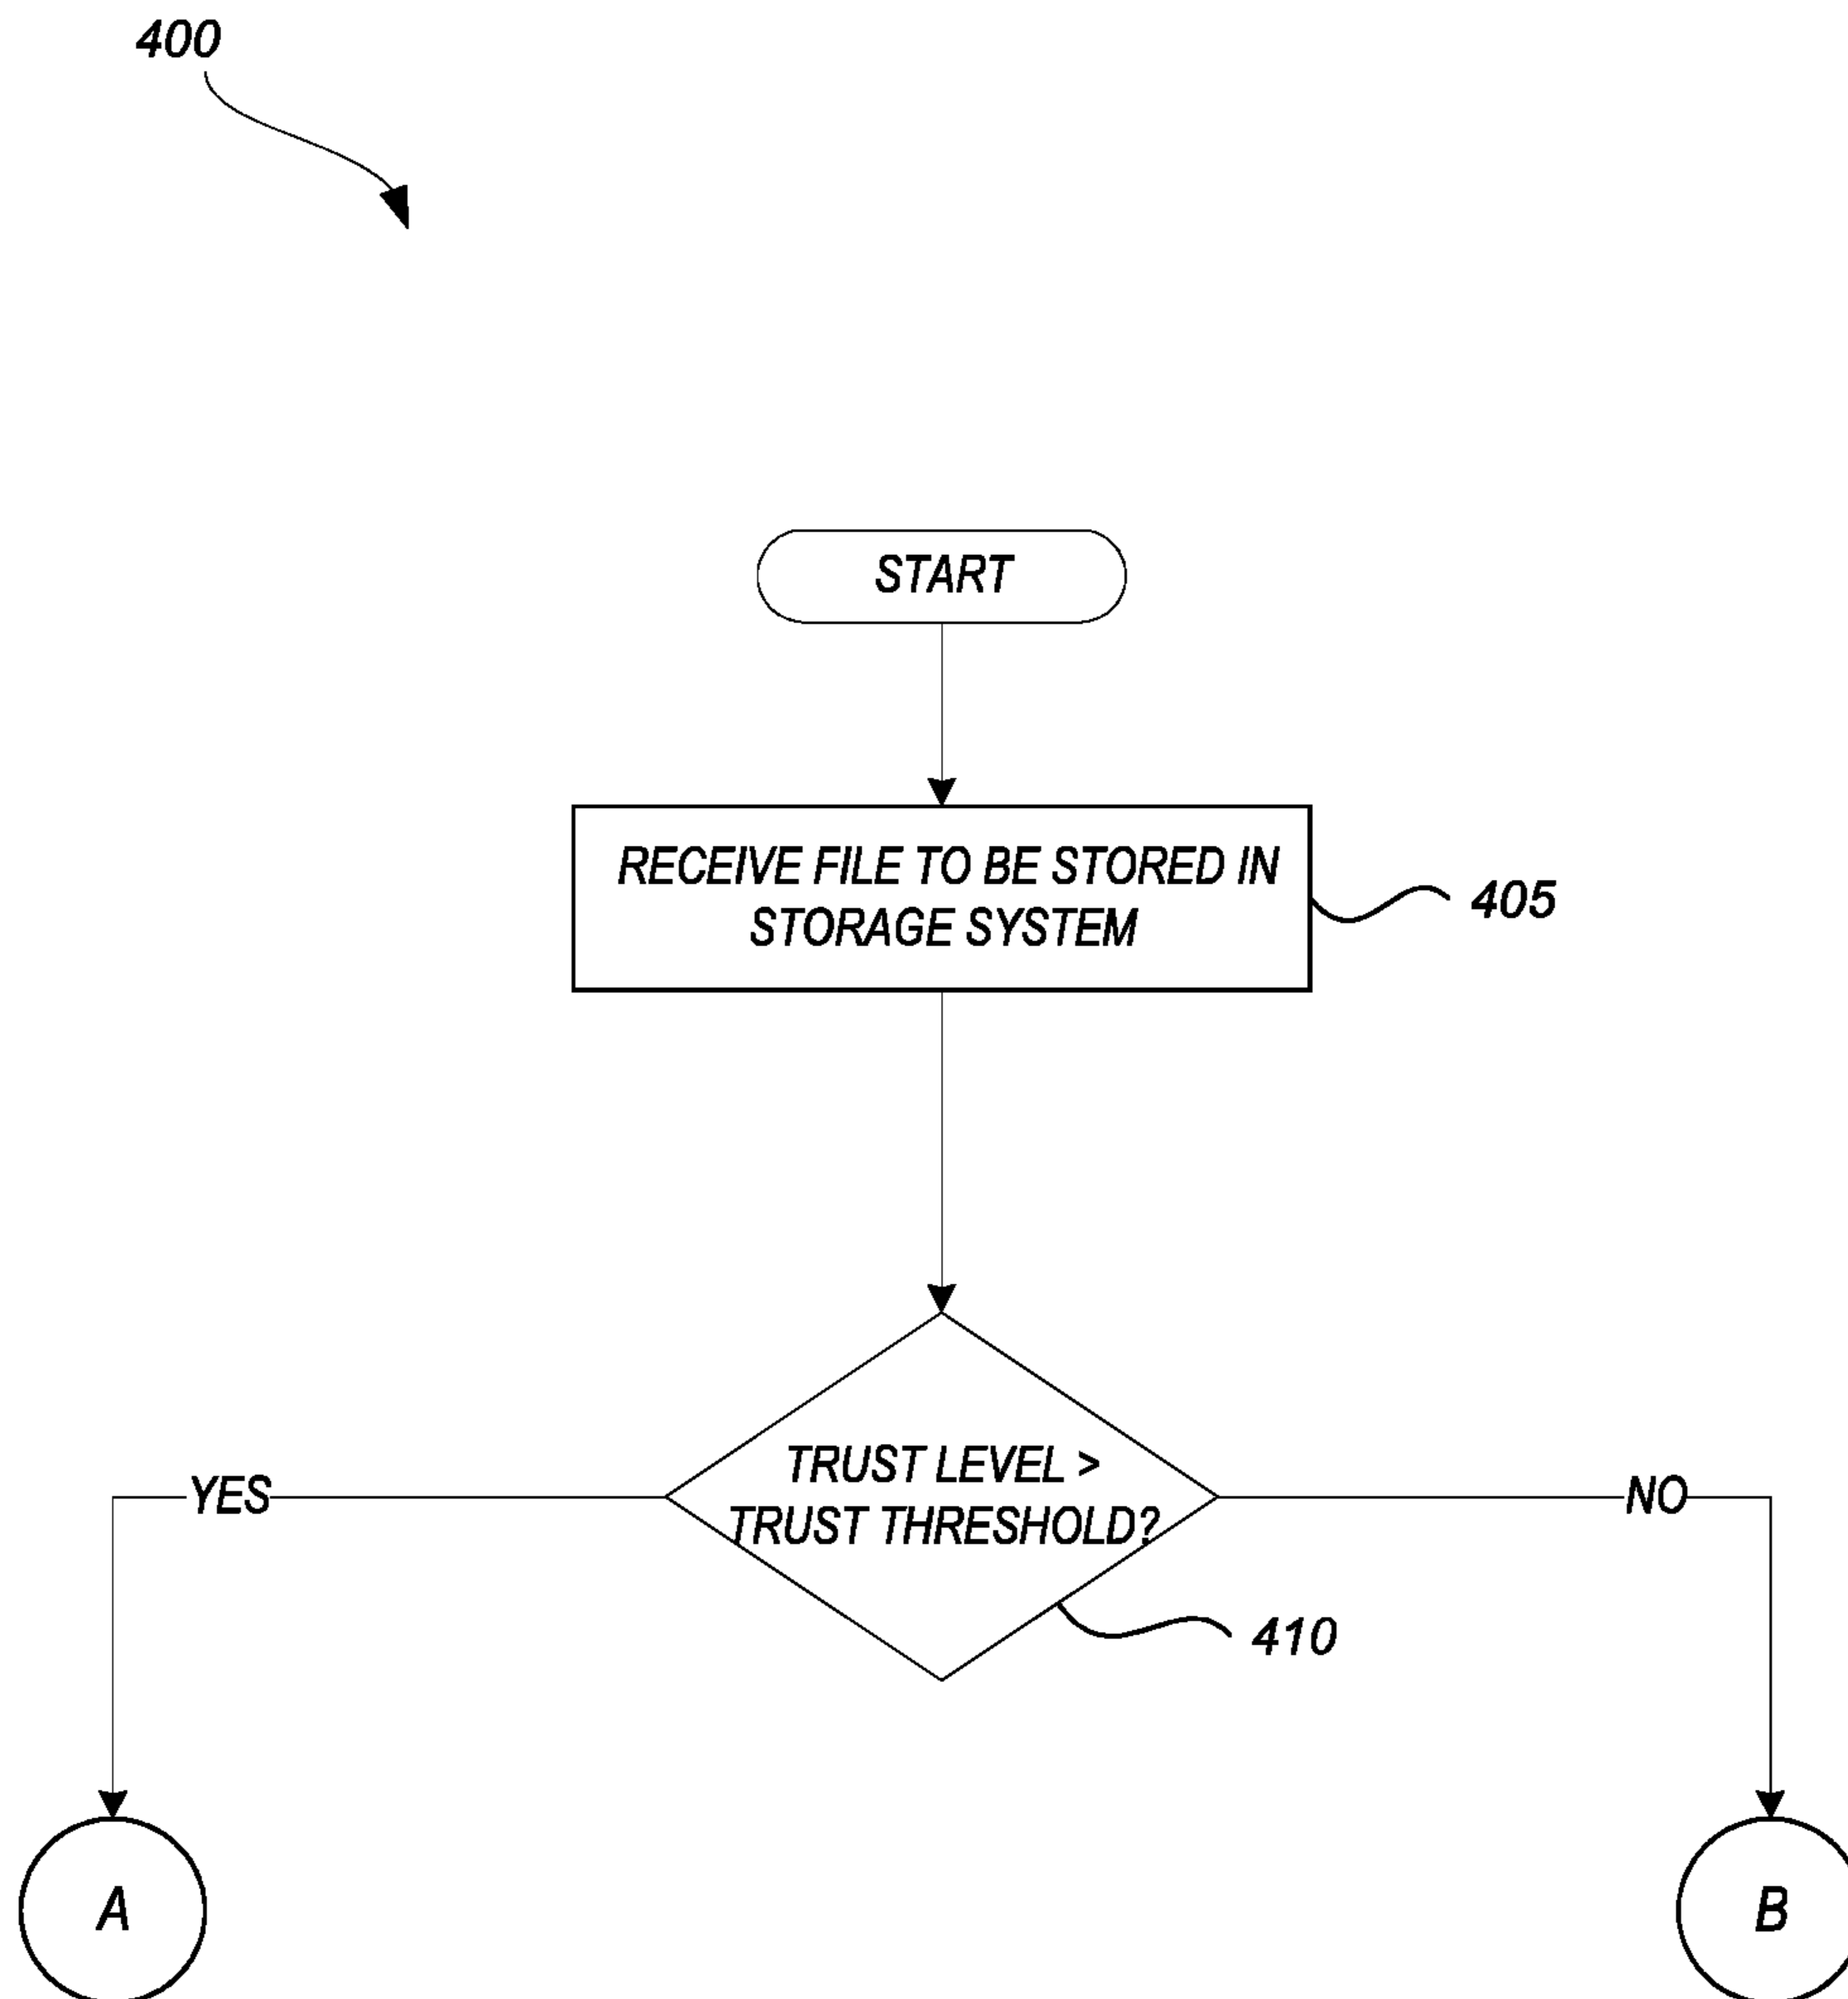 400
START
RECEIVE FILE TO BE STORED IN
STORAGE SYSTEM
405
TRUST LEVEL >
TRUST THRESHOLD?
YES
NO
410
A
B